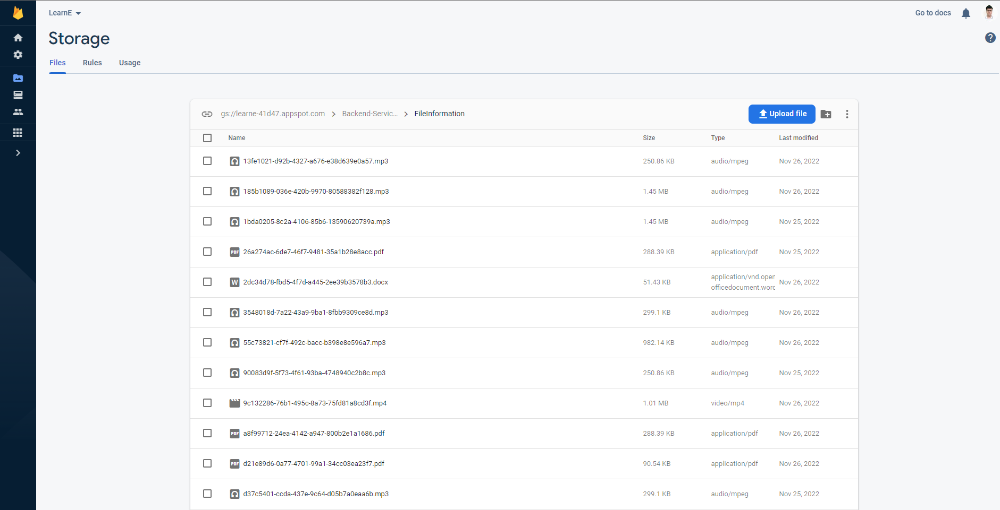 LearnE
Go to docs
Storage
Files Rules Usage
gs://learne-41d47.appspot.com > Backend-Servic... > FileInformation
Upload file
Name Size Type Last modified
13fe1021-d92b-4327-a676-e38d639e0a57.mp3 250.86 KB audio/mpeg Nov 26, 2022
185b1089-036e-420b-9970-80588382f128.mp3 1.45 MB audio/mpeg Nov 26, 2022
1bda0205-8c2a-4106-85b6-13590620739a.mp3 1.45 MB audio/mpeg Nov 25, 2022
PDF 26a274ac-6de7-46f7-9481-35a1b28e8acc.pdf 288.39 KB application/pdf Nov 25, 2022
W 2dc34d78-fbd5-4f7d-a445-2ee39b3578b3.docx 51.43 KB application/vnd.open Nov 26, 2022
officedocument.worc
3548018d-7a22-43a9-9ba1-8fbb9309ce8d.mp3 299.1 KB audio/mpeg Nov 26, 2022
55c73821-cf7f-492c-bacc-b398e8e596a7.mp3 982.14 KB audio/mpeg Nov 26, 2022
90083d9f-5f73-4f61-93ba-4748940c2b8c.mp3 250.86 KB audio/mpeg Nov 25, 2022
9c132286-76b1-495c-8a73-75fd81a8cd3f.mp4 1.01 MB video/mp4 Nov 26, 2022
PDF a8f99712-24ea-4142-a947-800b2e1a1686.pdf 288.39 KB application/pdf Nov 26, 2022
PDF d21e89d6-0a77-4701-99a1-34cc03ea23f7.pdf 90.54 KB application/pdf Nov 26, 2022
d37c5401-ccda-437e-9c64-d05b7a0eaa6b.mp3 299.1 KB audio/mpeg Nov 25, 2022